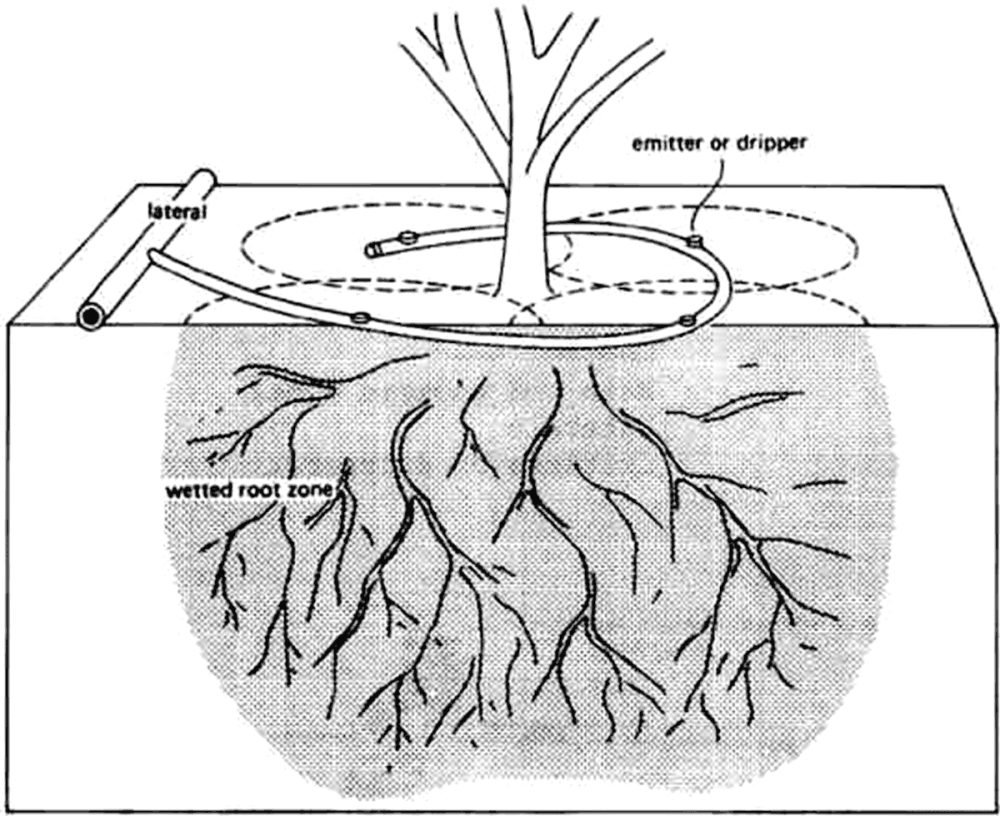 emitter or dripper
lateral
wetted root zone